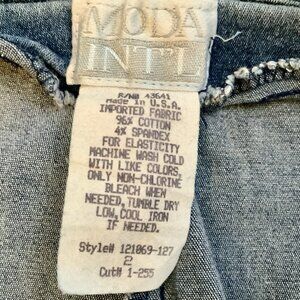 MODA
INT'L
R/N# 43641
Made in U.S.A.
IMPORTED FABRIC
96% COTTON
4% SPANDEX
FOR ELASTICITY
MACHINE WASH COLD
WITH LIKE COLORS,
ONLY NON-CHLORINE
BLEACH WHEN
NEEDED, TUMBLE DRY
LOW, COOL IRON
IF NEEDED.
Style# 121069-127
2
Cut# 1-255